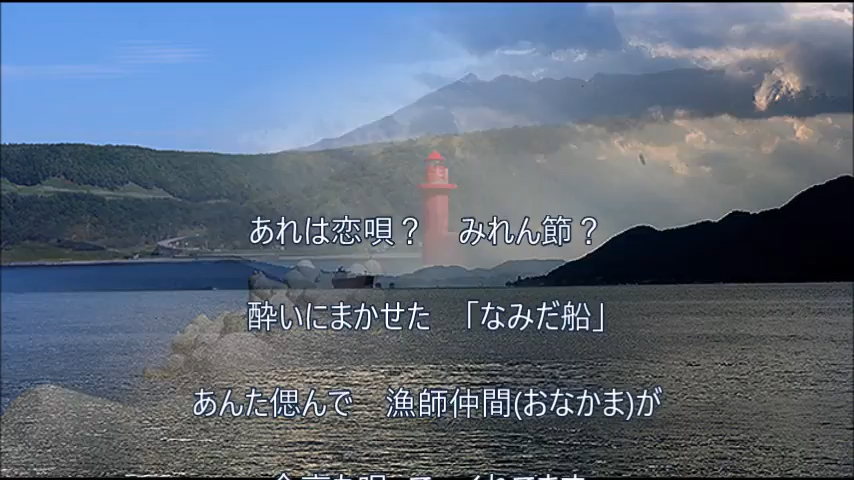 あれは恋唄？　みれん節？
酔いにまかせた　「なみだ船」
あんた偲んで　漁師仲間(おなかま)が